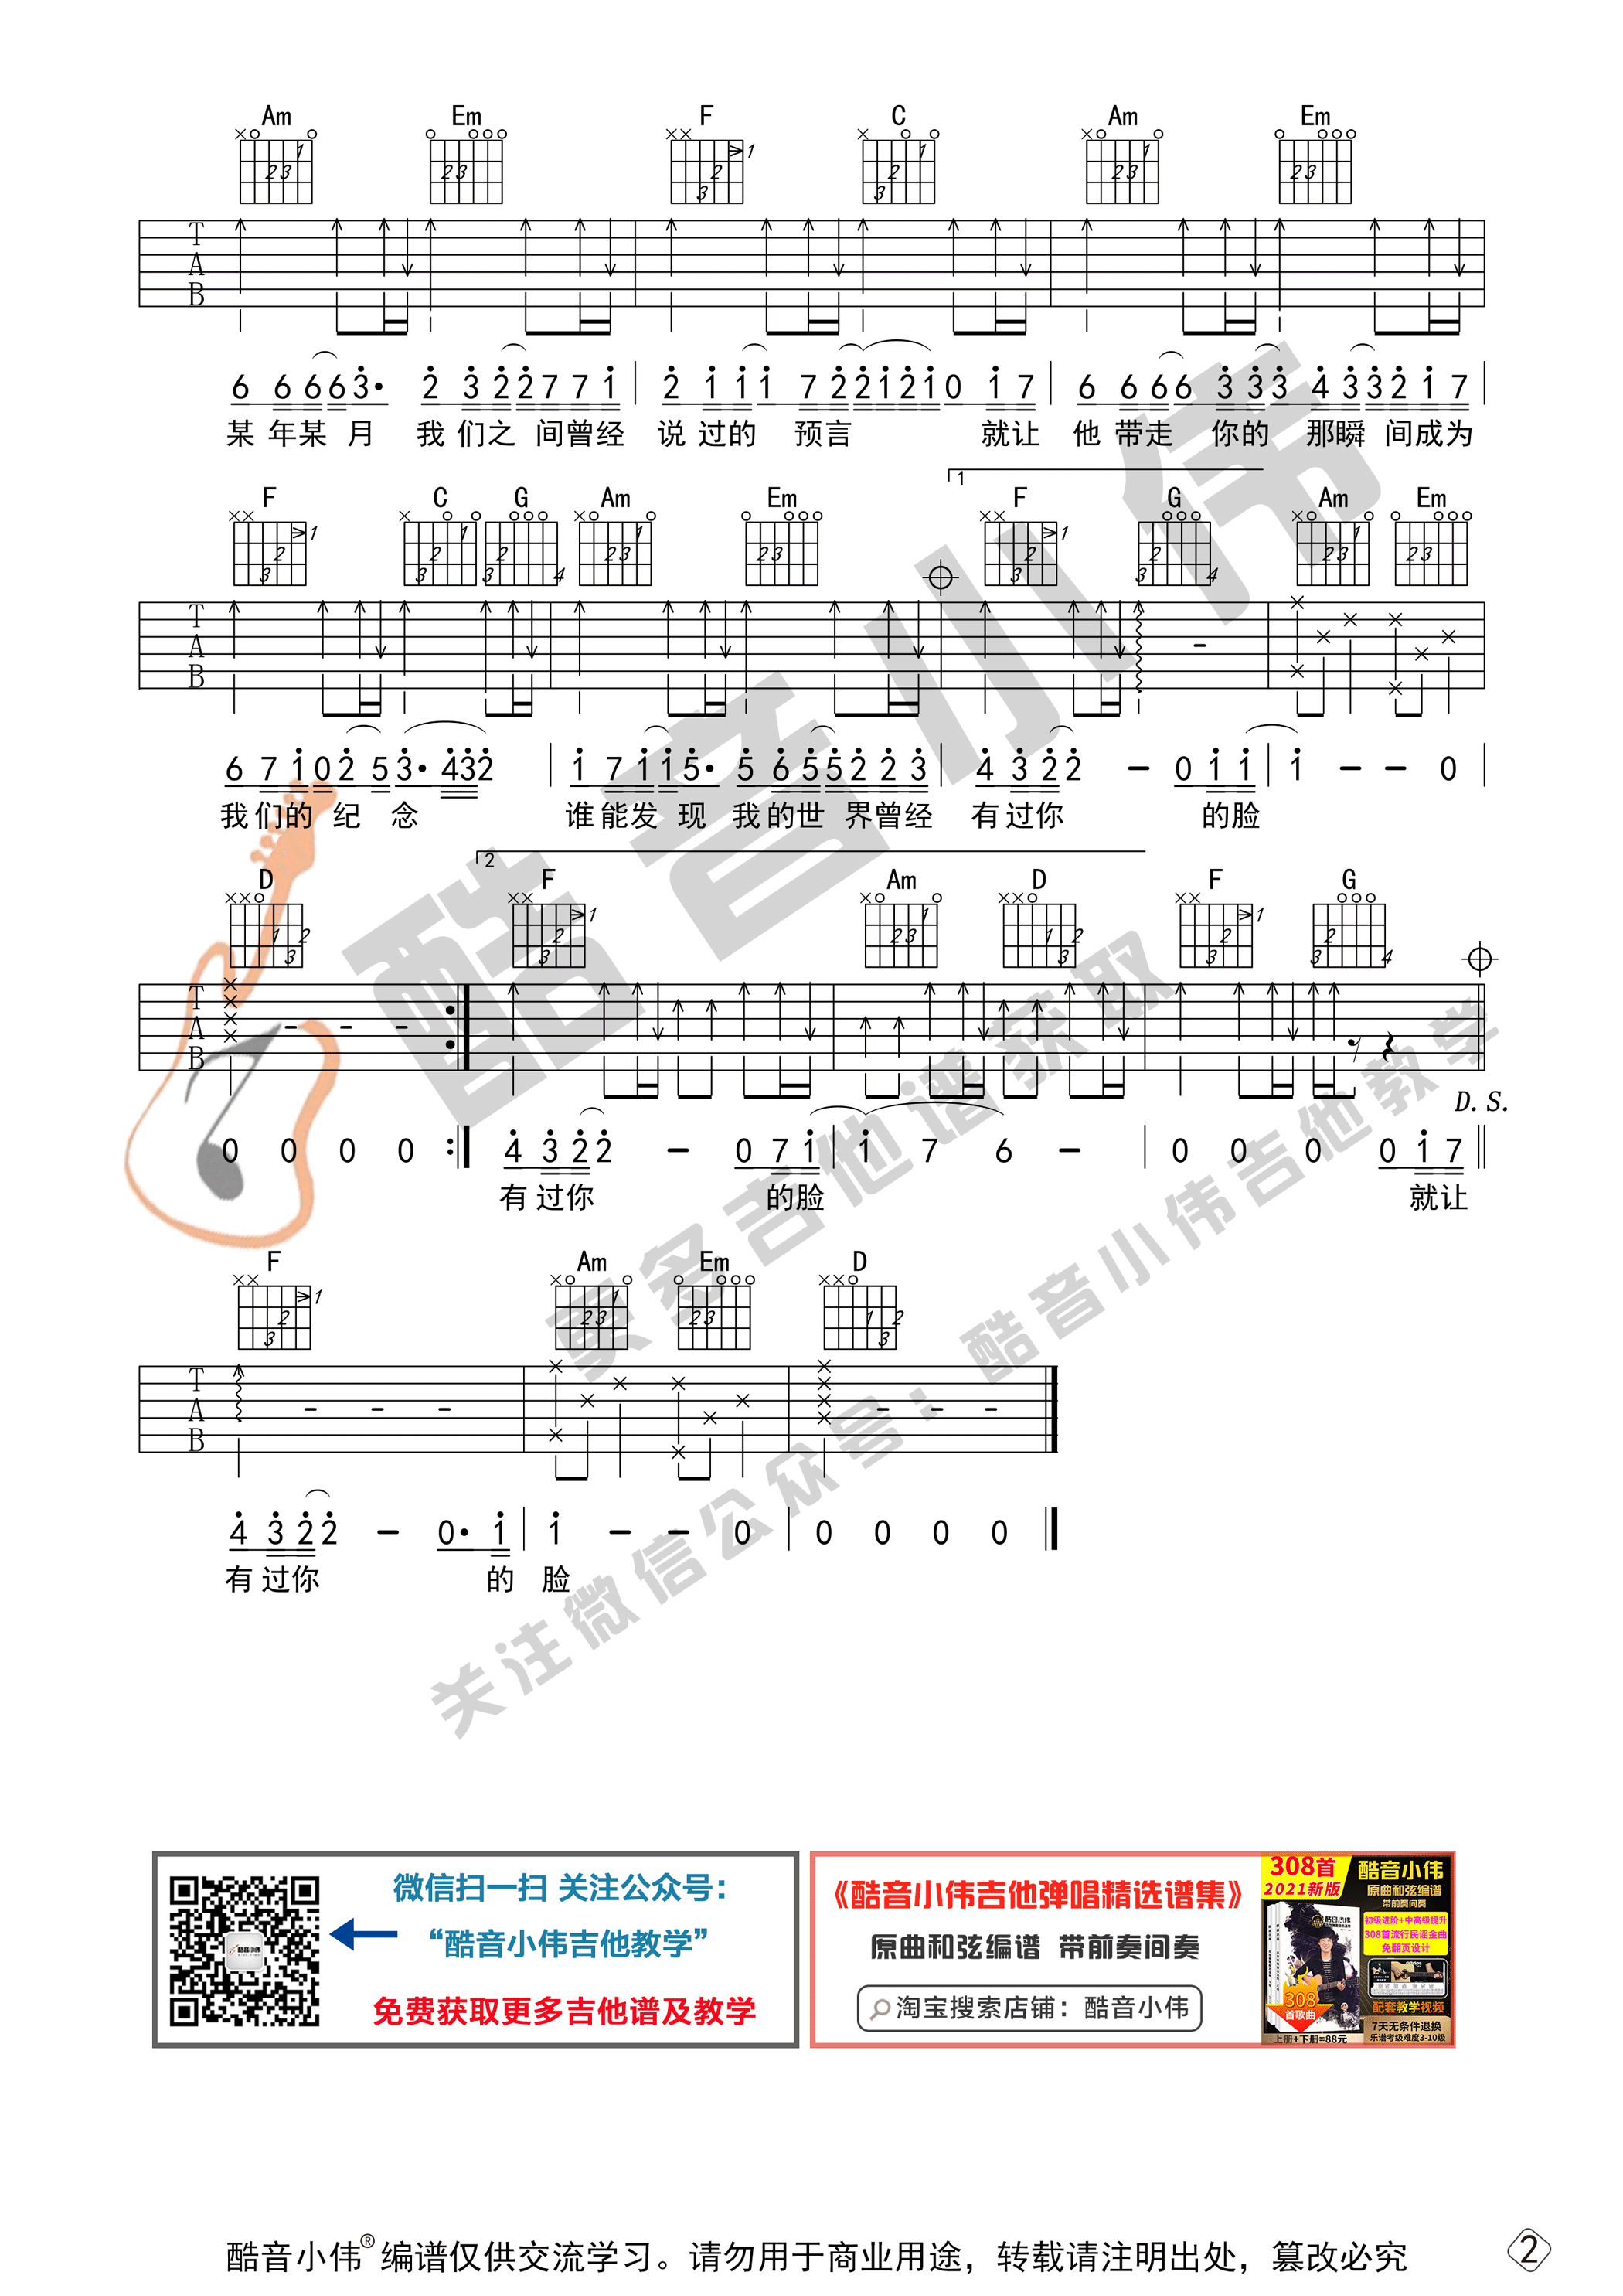 Am Em F C Am Em
T A B
6 6 6 6 3· 2 3 2 2 7 7 1 | 2 1 1 1 7 2 2 1 2 1 0 1 7 | 6 6 6 6 3 3 3 4 3 3 2 1 7 |
某 年某 月 我 们之 间曾经 说 过的 预言 就让 他 带走 你的 那瞬 间成为
1
F C G Am Em F G Am Em
T A B
6 7 1 0 2 5 3· 4 3 2 | 1 7 1 1 5· 5 6 5 5 2 2 3 | 4 3 2 2 − 0 1 1 | 1 − − 0 |
我 们的 纪 念 谁 能发 现 我 的世 界曾经 有 过你 的脸
2
D F Am D F G
T A B
D. S.
0 0 0 0 :| 4 3 2 2 − 0 7 1 | 1 7 6 − | 0 0 0 0 1 7 ||
有 过你 的脸 就让
F Am Em D
T A B
4 3 2 2 − 0· 1 | 1 − − 0 | 0 0 0 0 ||
有 过你 的 脸
酷音小伟
更多吉他谱获取
关注微信公众号：酷音小伟吉他教学
微信扫一扫 关注公众号：
“酷音小伟吉他教学”
免费获取更多吉他谱及教学
酷音小伟
《酷音小伟吉他弹唱精选谱集》
原曲和弦编谱 带前奏间奏
淘宝搜索店铺：酷音小伟
308首
2021新版
酷音小伟
原曲和弦编谱
带前奏间奏
初级进阶+中高级提升
308首流行民谣金曲
免翻页设计
308
首歌曲
配套教学视频
上册+下册=88元
7天无条件退换
乐谱考级难度3-10级
酷音小伟® 编谱仅供交流学习。请勿用于商业用途，转载请注明出处，篡改必究
2